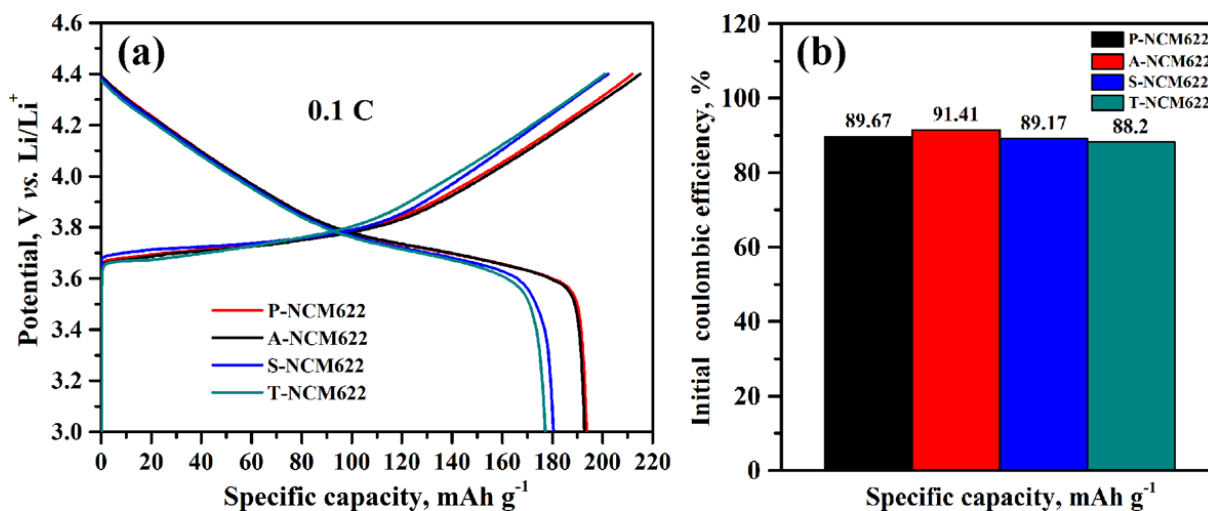 (a)
0.1 C
Potential, V vs. Li/Li⁺
4.6
4.4
4.2
4.0
3.8
3.6
3.4
3.2
3.0
P-NCM622
A-NCM622
S-NCM622
T-NCM622
0 20 40 60 80 100 120 140 160 180 200 220
Specific capacity, mAh g⁻¹
(b)
Initial coulombic efficiency, %
120
100
80
60
40
20
0
P-NCM622
A-NCM622
S-NCM622
T-NCM622
89.67 91.41 89.17 88.2
Specific capacity, mAh g⁻¹